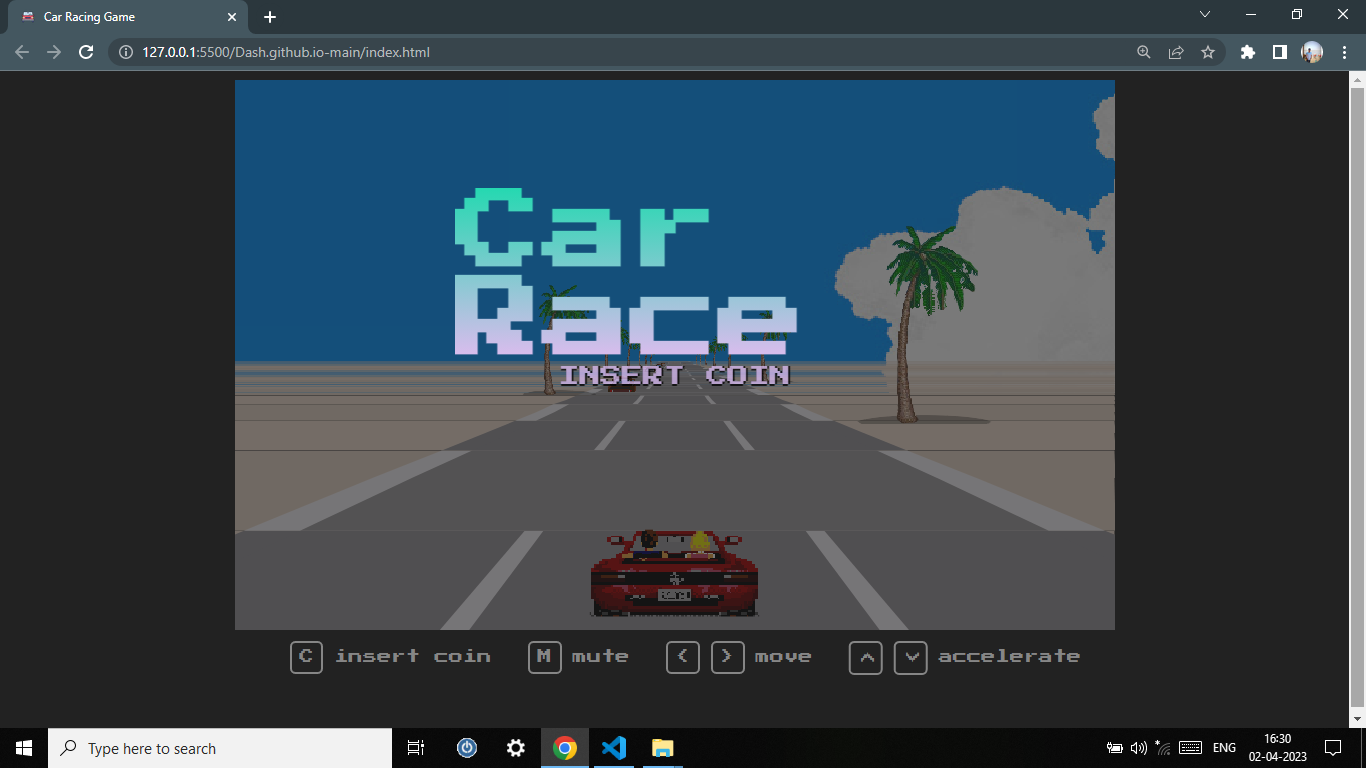 Car Racing Game
127.0.0.1:5500/Dash.github.io-main/index.html
Car
Race
INSERT COIN
C insert coin M mute < > move ^ v accelerate
Type here to search
ENG
16:30
02-04-2023